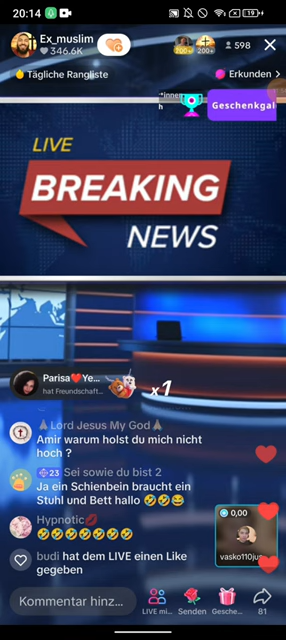 20:14
19
Ex_muslim
346.6K
200+
200+
598
Tägliche Rangliste
Erkunden >
Geschenkgal
LIVE
BREAKING
NEWS
Parisa❤️Ye...
hat Freundschaft...
x1
🙏Lord Jesus My God🙏
Amir warum holst du mich nicht
hoch ?
23 Sei sowie du bist 2
Ja ein Schienbein braucht ein
Stuhl und Bett hallo 🤣🤣😂
Hypnotic💋
🤣🤣🤣🤣🤣🤣🤣
0,00
vasko110jus
budi hat dem LIVE einen Like
gegeben
Kommentar hinz...
LIVE mi...
Senden
Gesche...
81